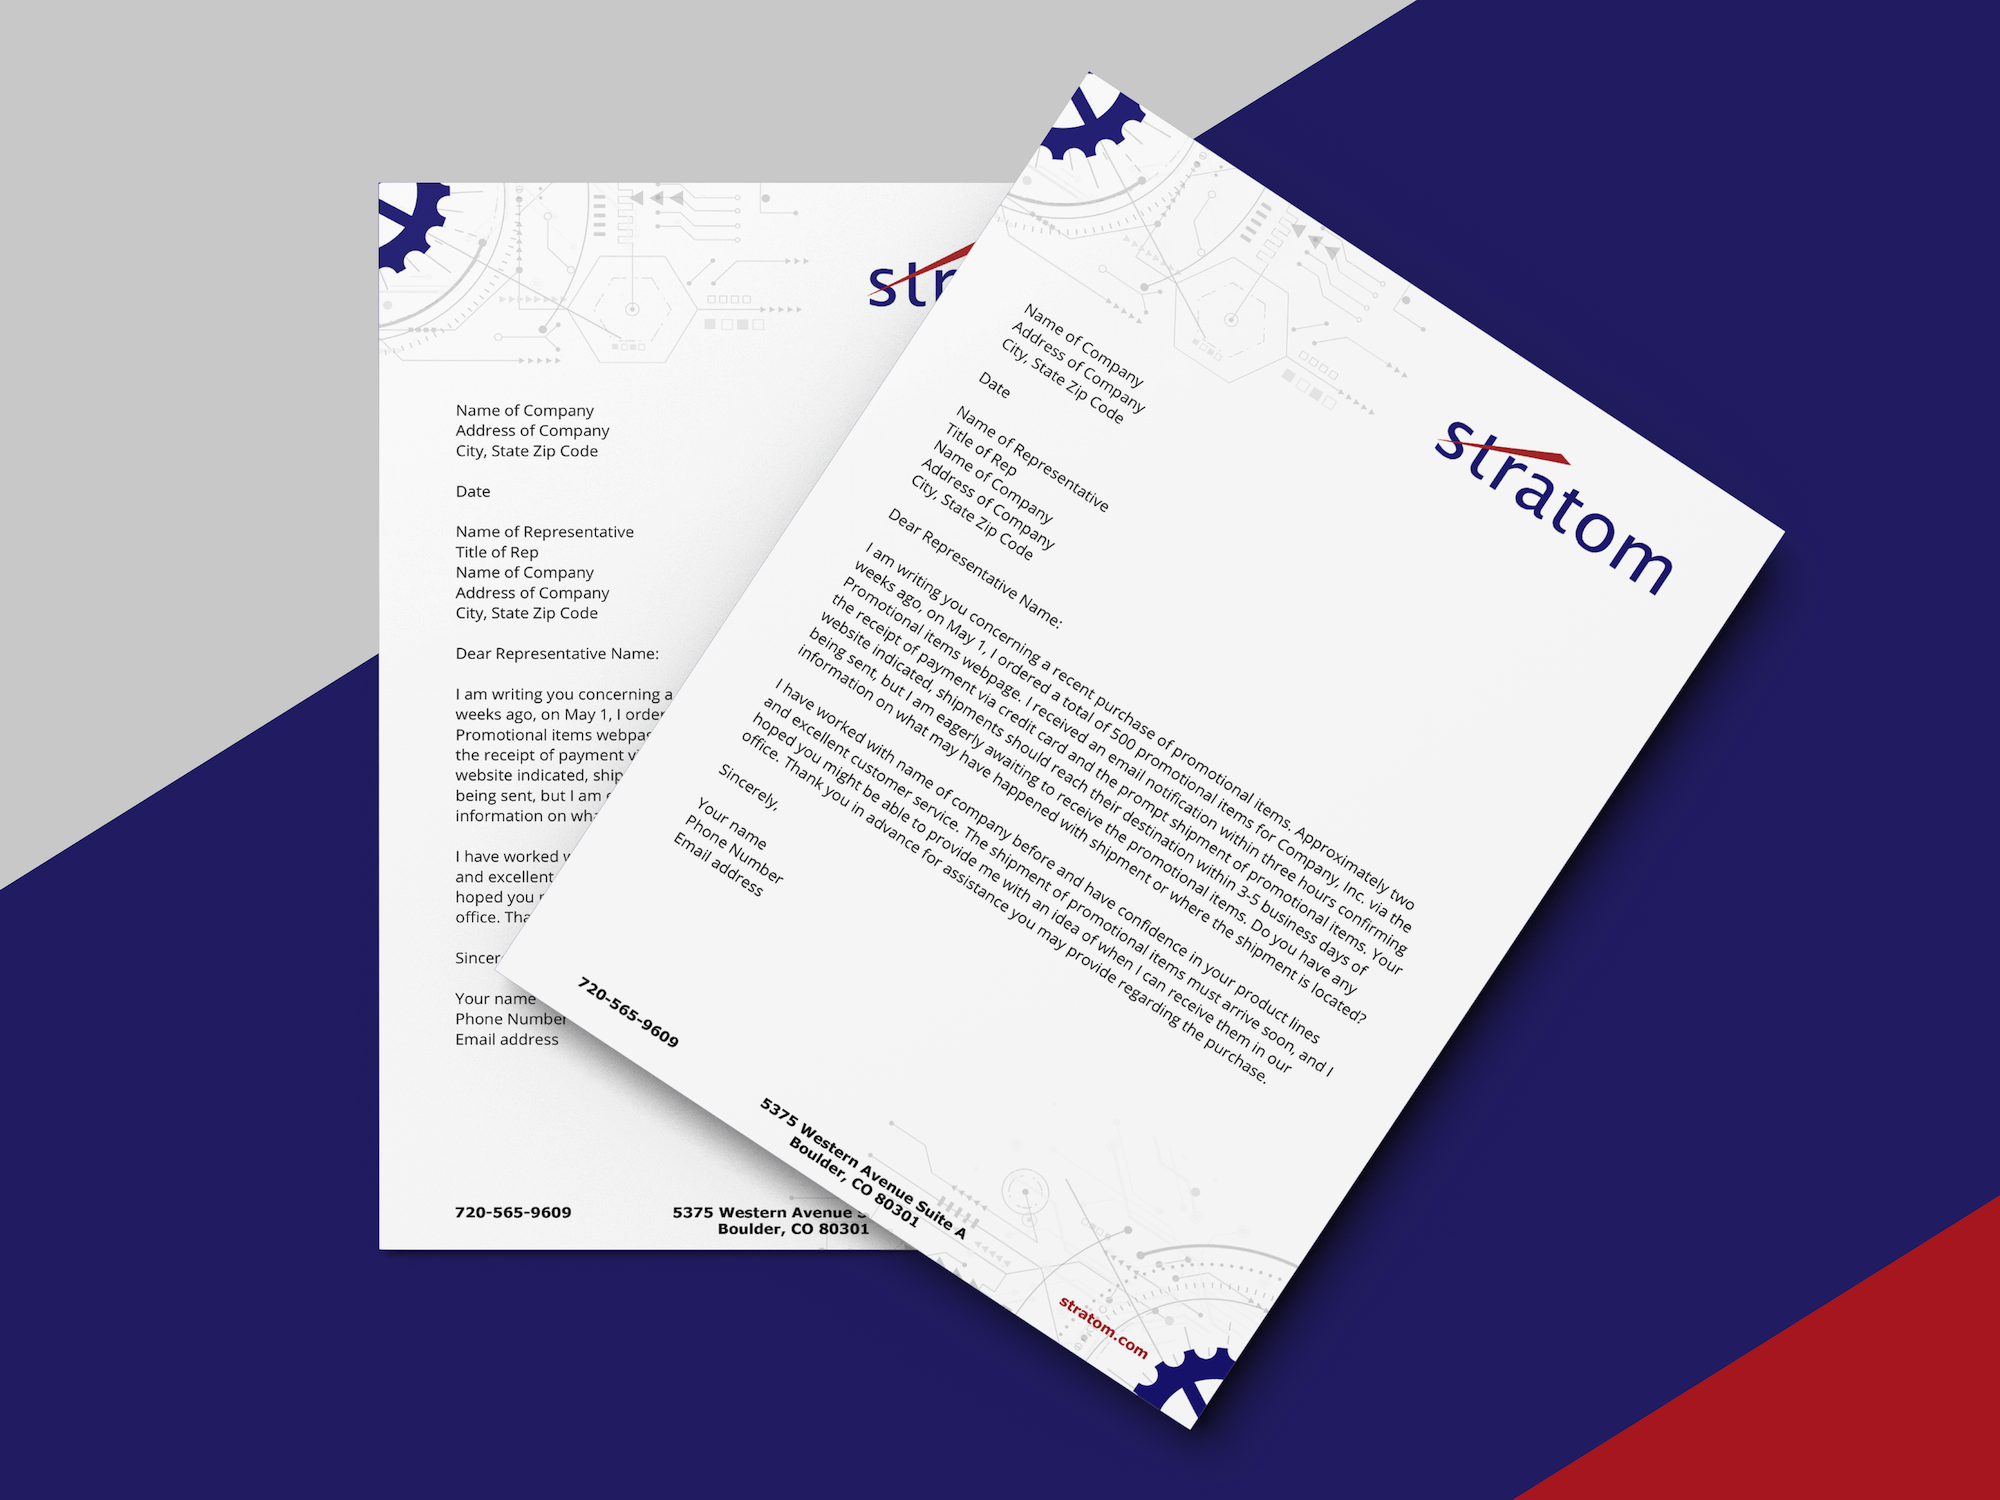 str
Name of Company
Address of Company
City, State Zip Code
Date
Name of Representative
Title of Rep
Name of Company
Address of Company
City, State Zip Code
Dear Representative Name:
I am writing you concerning a
weeks ago, on May 1, I order
Promotional items webpag
the receipt of payment vi
website indicated, ship
being sent, but I am e
information on wha
I have worked w
and excellent
hoped you
office. Tha
Sincer
Your name
Phone Number
Email address
720-565-9609
5375 Western Avenue S
Boulder, CO 80301
stratom
Name of Company
Address of Company
City, State Zip Code
Date
Name of Representative
Title of Rep
Name of Company
Address of Company
City, State Zip Code
Dear Representative Name:
I am writing you concerning a recent purchase of promotional items. Approximately two
weeks ago, on May 1, I ordered a total of 500 promotional items for Company, Inc. via the
Promotional items webpage. I received an email notification within three hours confirming
the receipt of payment via credit card and the prompt shipment of promotional items. Your
website indicated, shipments should reach their destination within 3-5 business days of
being sent, but I am eagerly awaiting to receive the promotional items. Do you have any
information on what may have happened with shipment or where the shipment is located?
I have worked with name of company before and have confidence in your product lines
and excellent customer service. The shipment of promotional items must arrive soon, and I
hoped you might be able to provide me with an idea of when I can receive them in our
office. Thank you in advance for assistance you may provide regarding the purchase.
Sincerely,
Your name
Phone Number
Email address
720-565-9609
5375 Western Avenue Suite A
Boulder, CO 80301
stratom.com